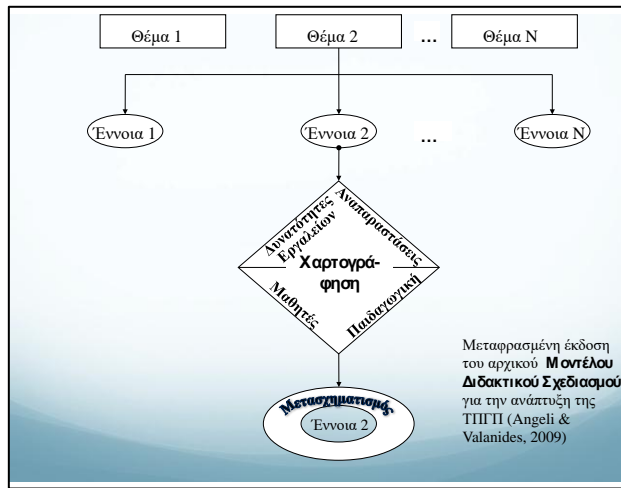 Θέμα 1 Θέμα 2 ... Θέμα Ν
Έννοια 1 Έννοια 2 ... Έννοια Ν
Δυνατότητες
Εργαλείων
Αναπαραστάσεις
Χαρτογρά-
φηση
Μαθητές
Παιδαγωγική
Μετασχηματισμός
Έννοια 2
Μεταφρασμένη έκδοση
του αρχικού Μοντέλου
Διδακτικού Σχεδιασμού
για την ανάπτυξη της
ΤΠΓΠ (Angeli &
Valanides, 2009)